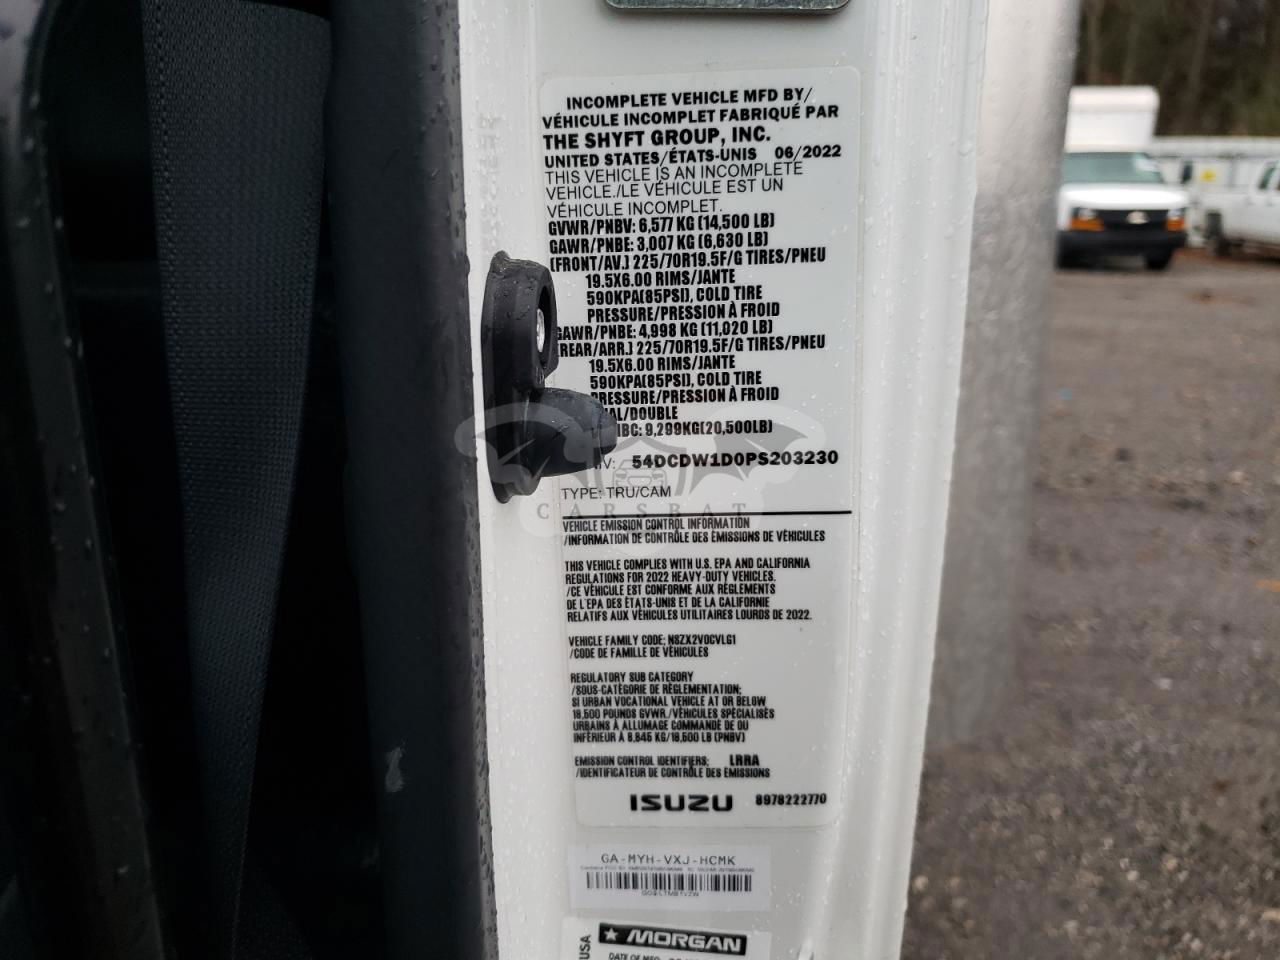 INCOMPLETE VEHICLE MFD BY/
VÉHICULE INCOMPLET FABRIQUÉ PAR
THE SHYFT GROUP, INC.
UNITED STATES/ÉTATS-UNIS 06/2022
THIS VEHICLE IS AN INCOMPLETE
VEHICLE./LE VÉHICULE EST UN
VÉHICULE INCOMPLET.
GVWR/PNBV: 6,577 KG (14,500 LB)
GAWR/PNBE: 3,007 KG (6,630 LB)
(FRONT/AV.) 225/70R19.5F/G TIRES/PNEU
19.5X6.00 RIMS/JANTE
590KPA(85PSI), COLD TIRE
PRESSURE/PRESSION À FROID
GAWR/PNBE: 4,998 KG (11,020 LB)
(REAR/ARR.) 225/70R19.5F/G TIRES/PNEU
19.5X6.00 RIMS/JANTE
590KPA(85PSI), COLD TIRE
PRESSURE/PRESSION À FROID
/DOUBLE
9,299KG(20,500LB)
54DCDW1D0PS203230
TYPE: TRU/CAM
CARSBAT
VEHICLE EMISSION CONTROL INFORMATION
/INFORMATION DE CONTRÔLE DES ÉMISSIONS DE VÉHICULES
THIS VEHICLE COMPLIES WITH U.S. EPA AND CALIFORNIA
REGULATIONS FOR 2022 HEAVY-DUTY VEHICLES.
/CE VÉHICULE EST CONFORME AUX RÈGLEMENTS
DE L'EPA DES ÉTATS-UNIS ET DE LA CALIFORNIE
RELATIFS AUX VÉHICULES UTILITAIRES LOURDS DE 2022.
VEHICLE FAMILY CODE: NSZX2VOCVLG1
/CODE DE FAMILLE DE VÉHICULES
REGULATORY SUB CATEGORY
/SOUS-CATÉGORIE DE RÉGLEMENTATION:
SI URBAN VOCATIONAL VEHICLE AT OR BELOW
19,500 POUNDS GVWR./VÉHICULES SPÉCIALISÉS
URBAINS À ALLUMAGE COMMANDÉ DE OU
INFÉRIEUR À 8,845 KG/19,500 LB (PNBV)
EMISSION CONTROL IDENTIFIERS: LRRA
/IDENTIFICATEUR DE CONTRÔLE DES ÉMISSIONS
ISUZU 8978222770
GA-MYH-VXJ-HCMK
MORGAN
USA
DATE OF MFD.